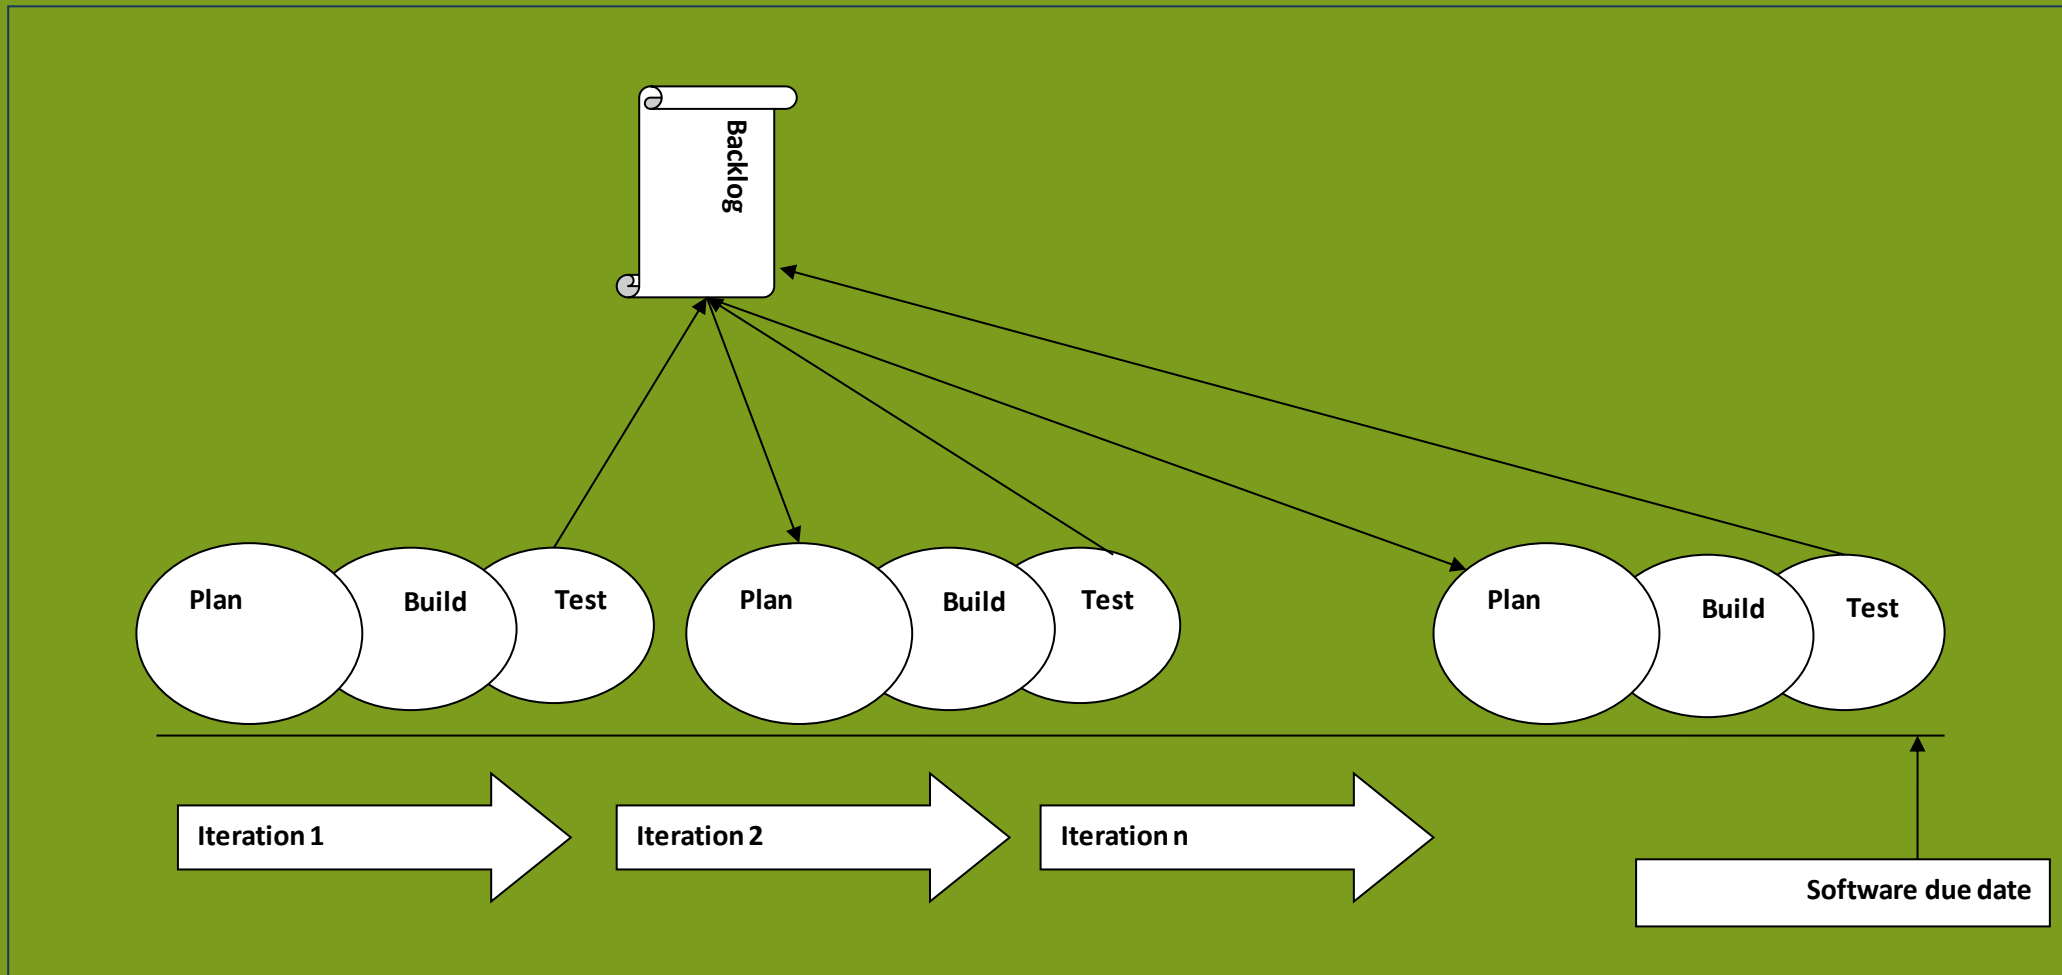 Backlog
Plan
Build
Test
Plan
Build
Test
Plan
Build
Test
Iteration 1
Iteration 2
Iteration n
Software due date